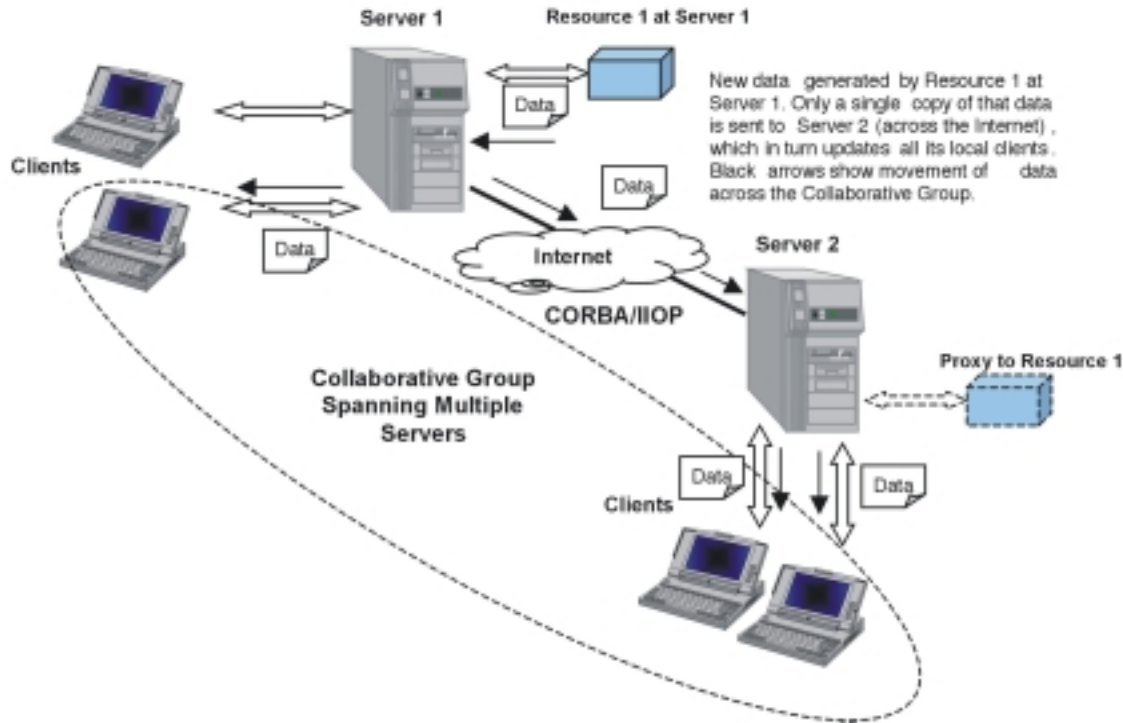 Server 1
Resource 1 at Server 1
Data
New data generated by Resource 1 at
Server 1. Only a single copy of that data
is sent to Server 2 (across the Internet) ,
which in turn updates all its local clients .
Black arrows show movement of data
across the Collaborative Group.
Clients
Data
Data
Internet
Server 2
CORBA/IIOP
Proxy to Resource 1
Collaborative Group
Spanning Multiple
Servers
Data
Data
Clients